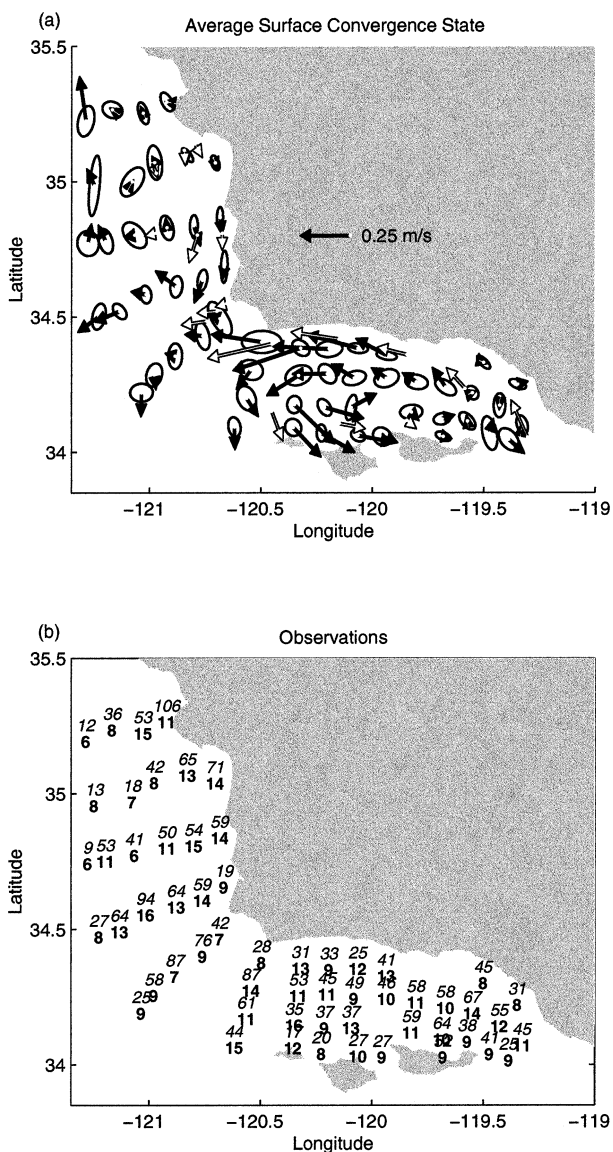 (a)
Average Surface Convergence State
35.5
35
34.5
34
Latitude
0.25 m/s
-121 -120.5 -120 -119.5 -119
Longitude
(b)
Observations
35.5
35
34.5
34
Latitude
12 36 53 106
6 8 15 11
13 18 42 65 71
8 7 8 13 14
9 53 41 50 54 59
6 11 6 11 15 14
27 64 94 64 59 19
8 13 16 13 14 9
25 58 87 76 42
9 9 7 9 7
28 31 33 25 41 45
8 13 9 12 13 8
87 53 45 49 46 58 58 67 31
14 11 11 9 10 11 10 14 8
61 35 37 37 59 64 38 55 45
11 16 9 13 11 10 9 12 11
44 17 20 27 27 41 25
15 12 8 10 9 9 9 9
-121 -120.5 -120 -119.5 -119
Longitude